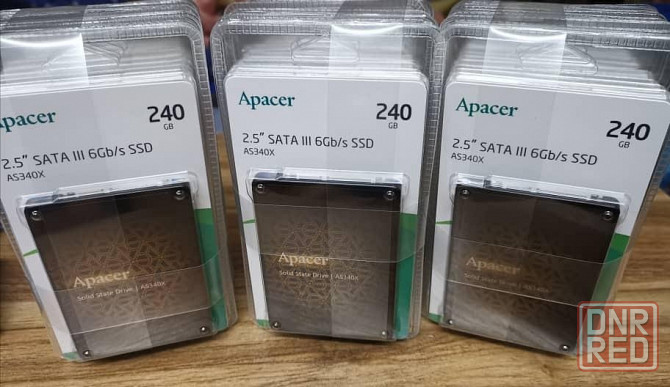 Apacer
240
GB
2.5" SATA III 6Gb/s SSD
AS340X
Apacer
Solid State Drive | AS340X
Apacer
240
GB
2.5" SATA III 6Gb/s SSD
AS340X
Apacer
Solid State Drive | AS340X
Apacer
240
GB
2.5" SATA III 6Gb/s SSD
AS340X
Apacer
Solid State Drive | AS340X
DNR
RED